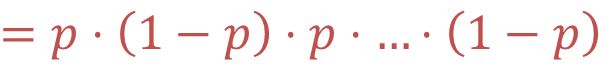 = p · (1 − p) · p · … · (1 − p)